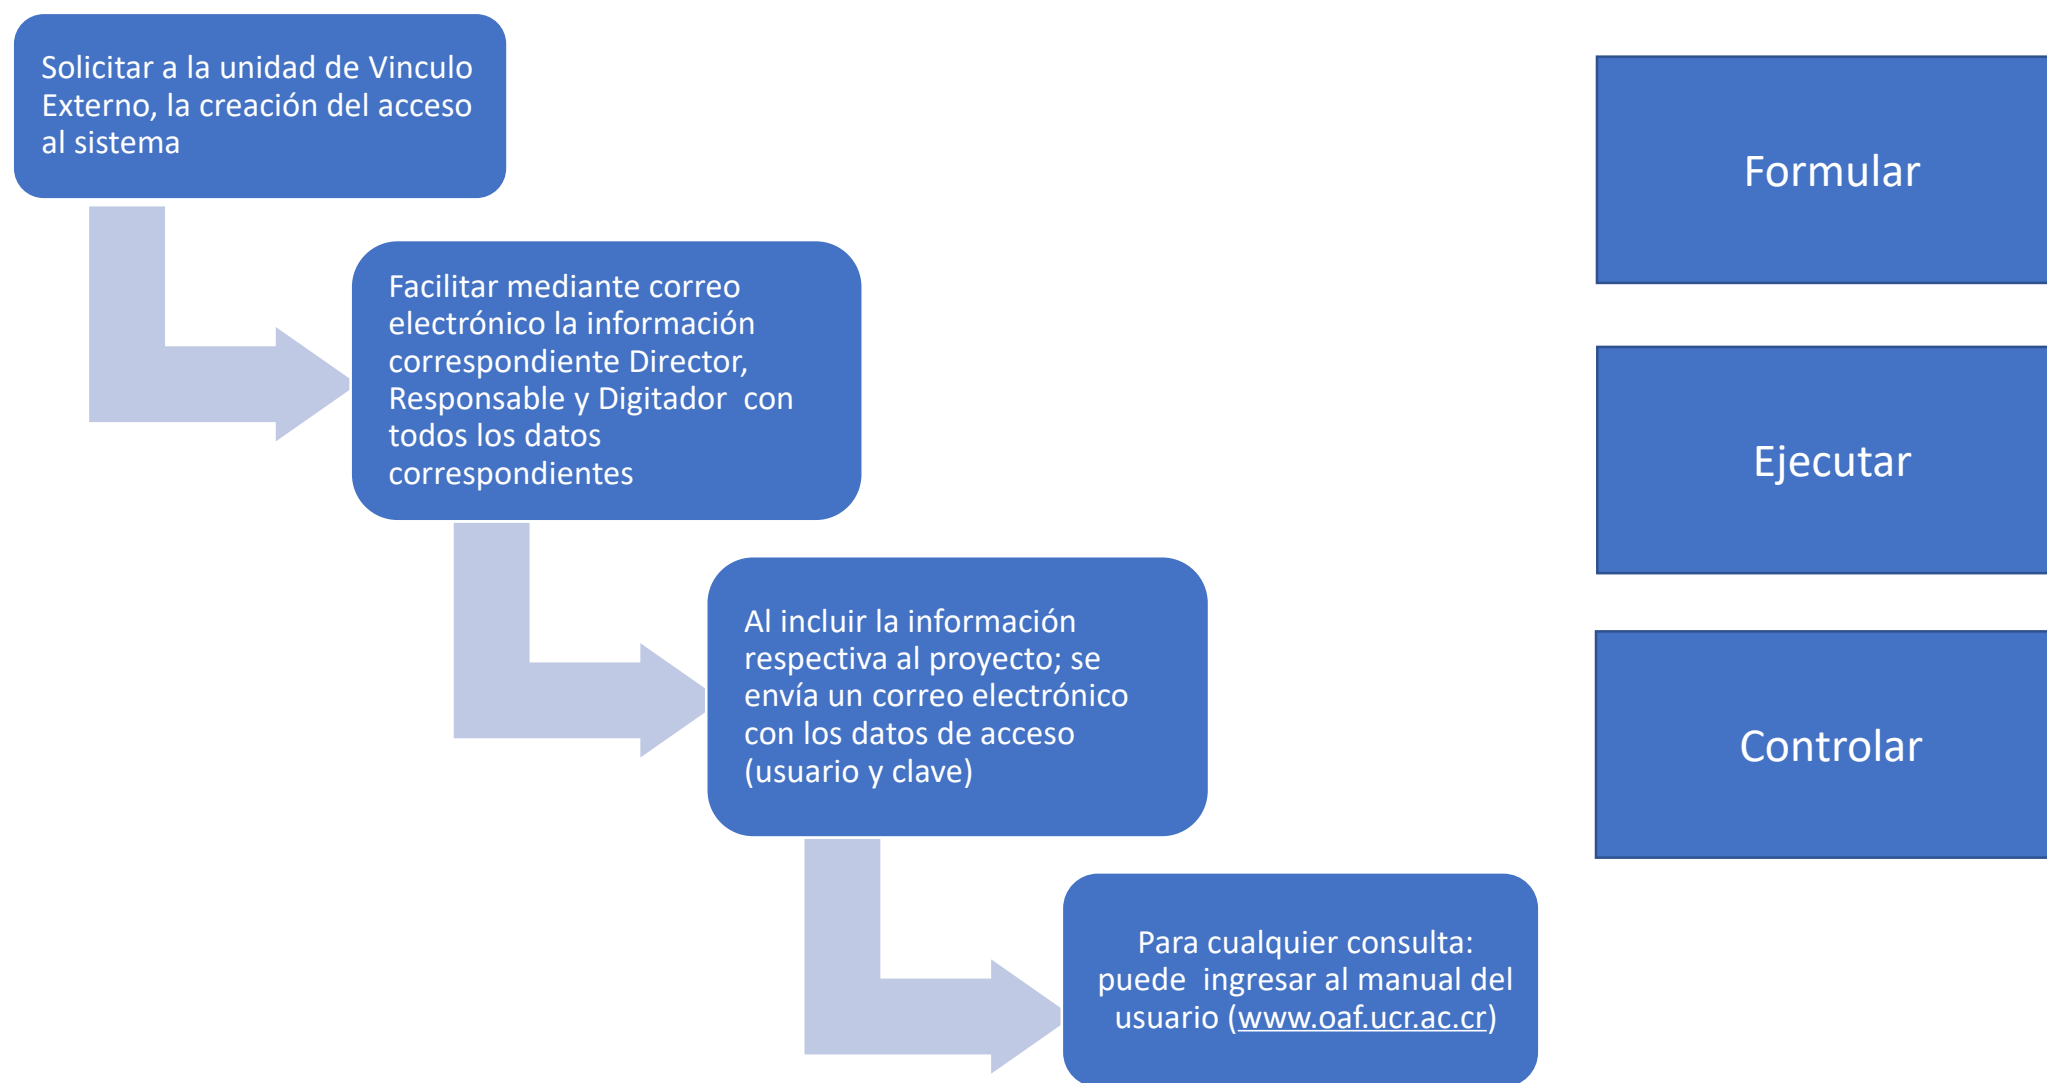 Solicitar a la unidad de Vinculo
Externo, la creación del acceso
al sistema
Facilitar mediante correo
electrónico la información
correspondiente Director,
Responsable y Digitador  con
todos los datos
correspondientes
Al incluir la información
respectiva al proyecto; se
envía un correo electrónico
con los datos de acceso
(usuario y clave)
Para cualquier consulta:
puede  ingresar al manual del
usuario (www.oaf.ucr.ac.cr)
Formular
Ejecutar
Controlar